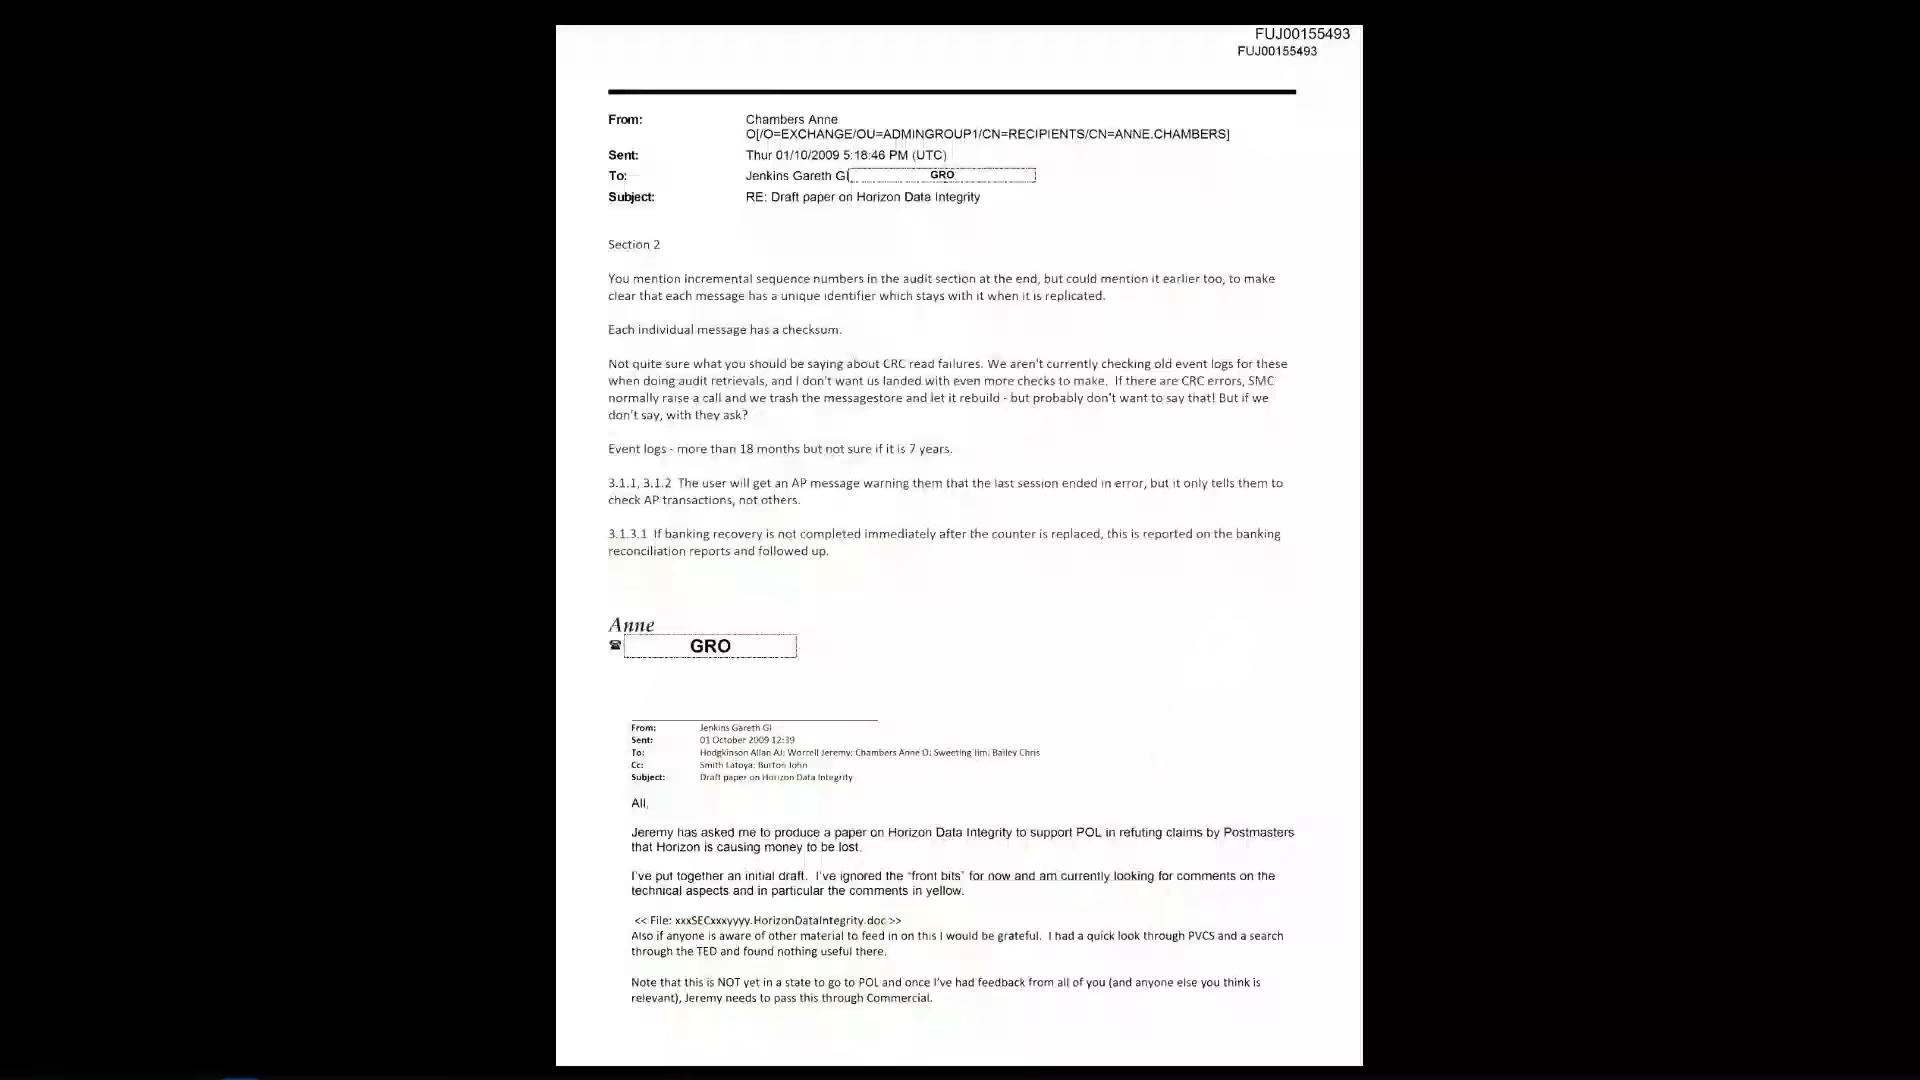 FUJ00155493
FUJ00155493
From: Chambers Anne
O[/O=EXCHANGE/OU=ADMINGROUP1/CN=RECIPIENTS/CN=ANNE.CHAMBERS]
Sent: Thur 01/10/2009 5:18:46 PM (UTC)
To: Jenkins Gareth GI GRO
Subject: RE: Draft paper on Horizon Data Integrity
Section 2
You mention incremental sequence numbers in the audit section at the end, but could mention it earlier too, to make
clear that each message has a unique identifier which stays with it when it is replicated.
Each individual message has a checksum.
Not quite sure what you should be saying about CRC read failures. We aren't currently checking old event logs for these
when doing audit retrievals, and I don't want us landed with even more checks to make. If there are CRC errors, SMC
normally raise a call and we trash the messagestore and let it rebuild - but probably don't want to say that! But if we
don't say, with they ask?
Event logs - more than 18 months but not sure if it is 7 years.
3.1.1, 3.1.2 The user will get an AP message warning them that the last session ended in error, but it only tells them to
check AP transactions, not others.
3.1.3.1 If banking recovery is not completed immediately after the counter is replaced, this is reported on the banking
reconciliation reports and followed up.
Anne
☎ GRO
From: Jenkins Gareth GI
Sent: 01 October 2009 12:39
To: Hodgkinson Allan AJ; Worrell Jeremy; Chambers Anne O; Sweeting Jim; Bailey Chris
Cc: Smith Latoya; Burton John
Subject: Draft paper on Horizon Data Integrity
All,
Jeremy has asked me to produce a paper on Horizon Data Integrity to support POL in refuting claims by Postmasters
that Horizon is causing money to be lost.
I've put together an initial draft. I've ignored the "front bits" for now and am currently looking for comments on the
technical aspects and in particular the comments in yellow.
<< File: xxxSECxxxyyyy.HorizonDataIntegrity.doc >>
Also if anyone is aware of other material to feed in on this I would be grateful. I had a quick look through PVCS and a search
through the TED and found nothing useful there.
Note that this is NOT yet in a state to go to POL and once I've had feedback from all of you (and anyone else you think is
relevant), Jeremy needs to pass this through Commercial.